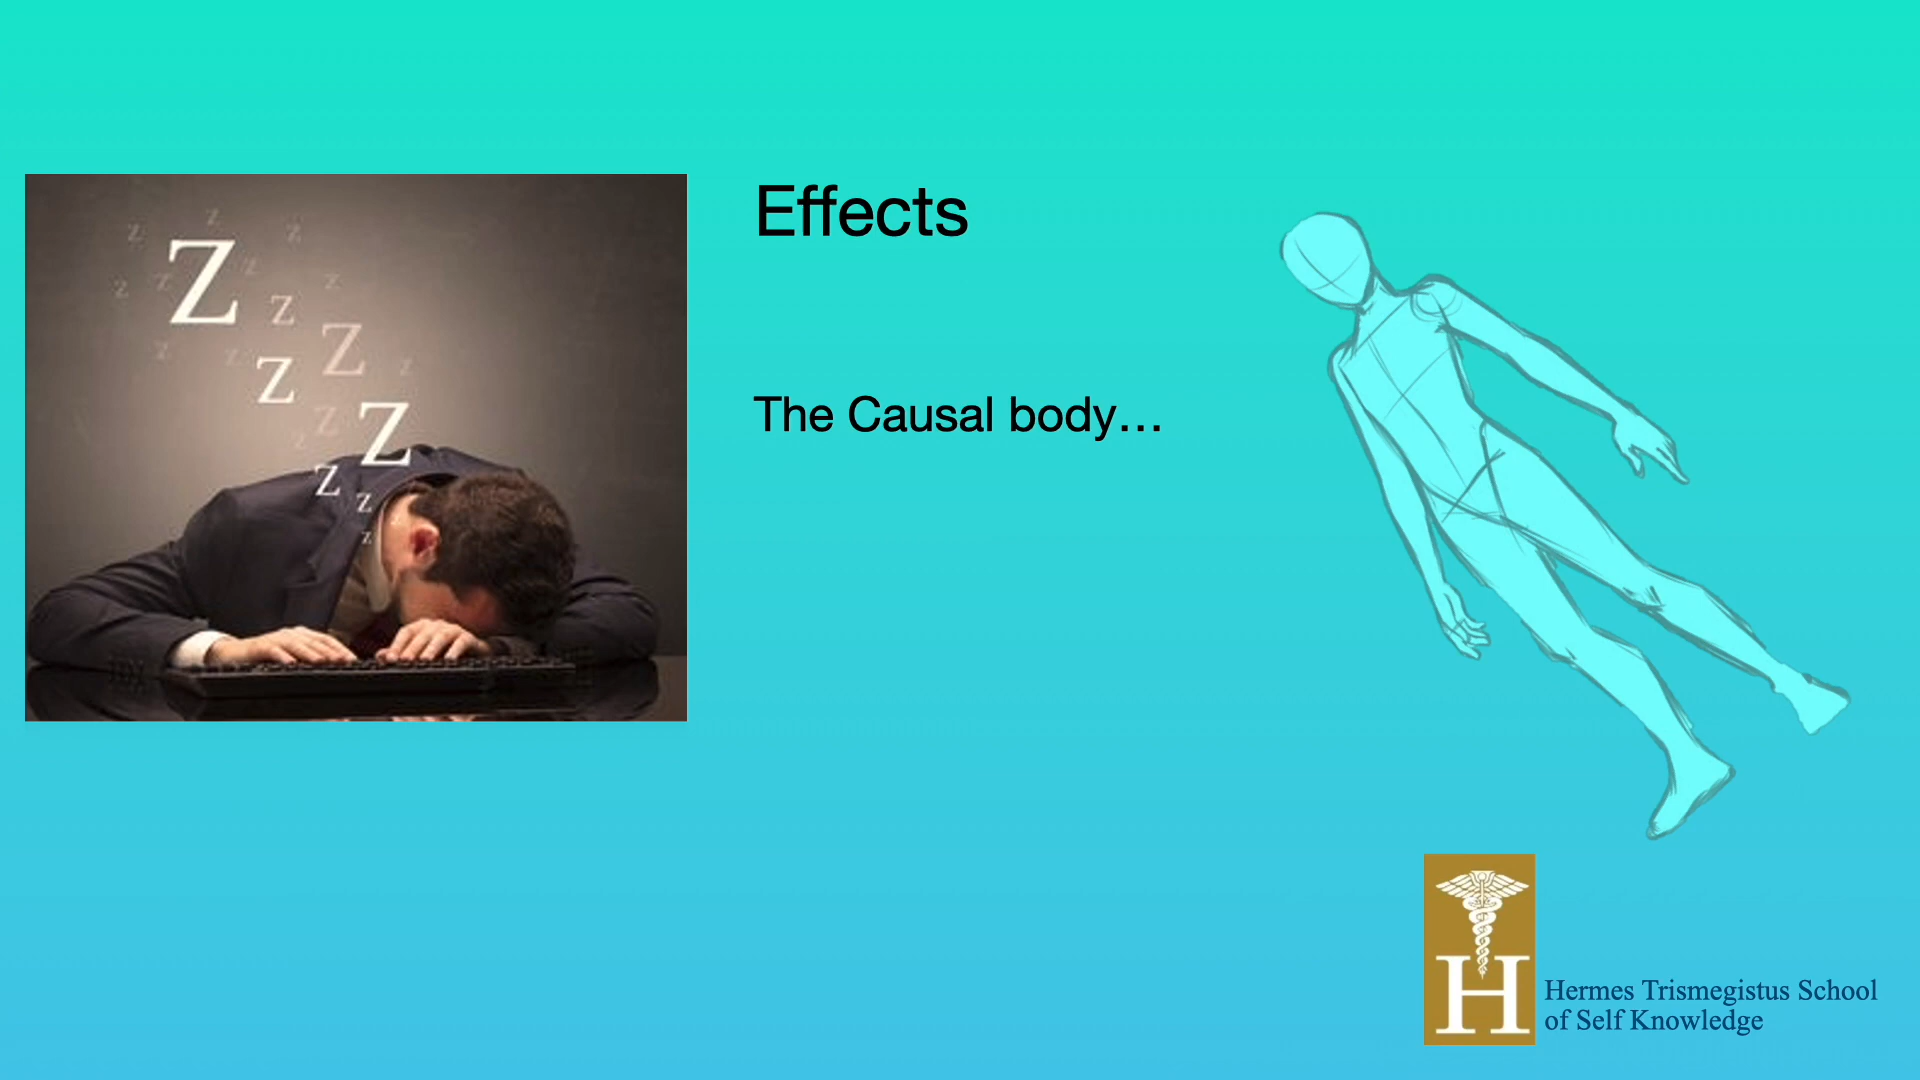 Z
Z
Z
Z
Z
Z
Z
Z
Effects
The Causal body…
H
Hermes Trismegistus School
of Self Knowledge